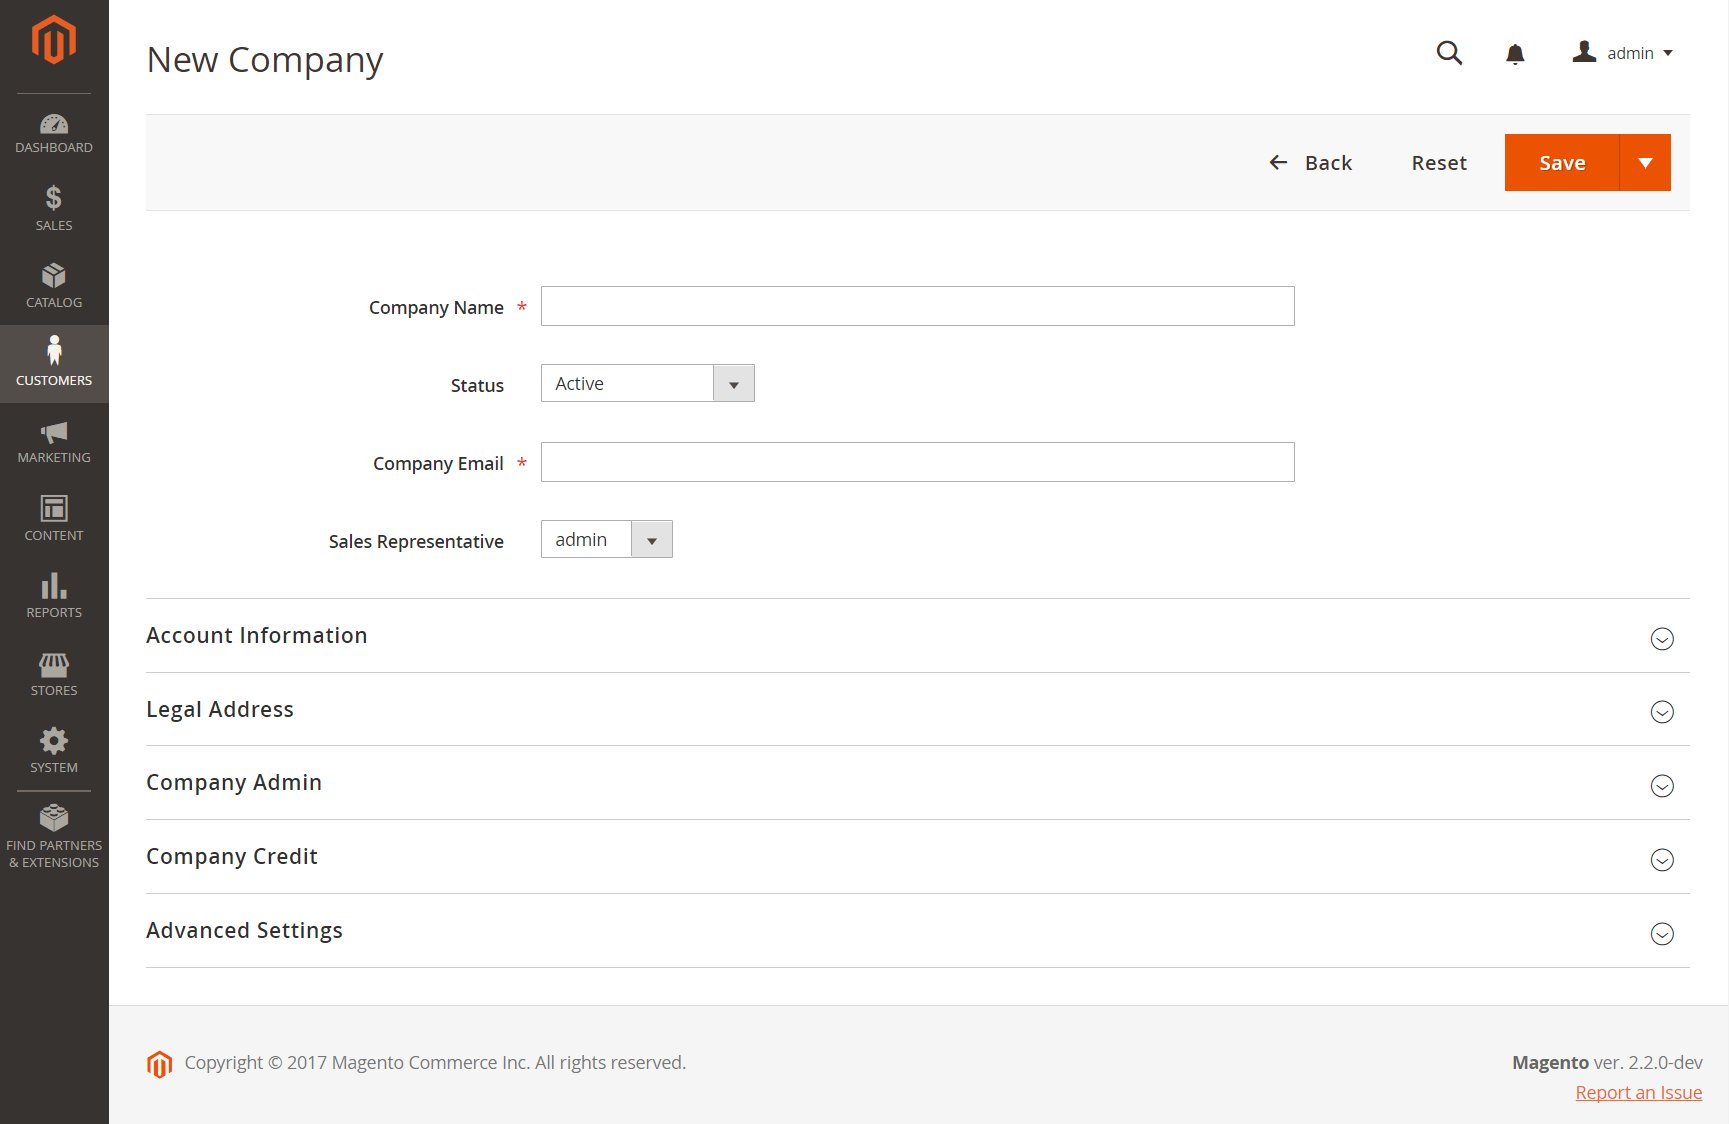 New Company
admin
DASHBOARD
SALES
CATALOG
CUSTOMERS
MARKETING
CONTENT
REPORTS
STORES
SYSTEM
FIND PARTNERS
& EXTENSIONS
Back Reset Save
Company Name *
Status Active
Company Email *
Sales Representative admin
Account Information
Legal Address
Company Admin
Company Credit
Advanced Settings
Copyright © 2017 Magento Commerce Inc. All rights reserved.
Magento ver. 2.2.0-dev
Report an Issue